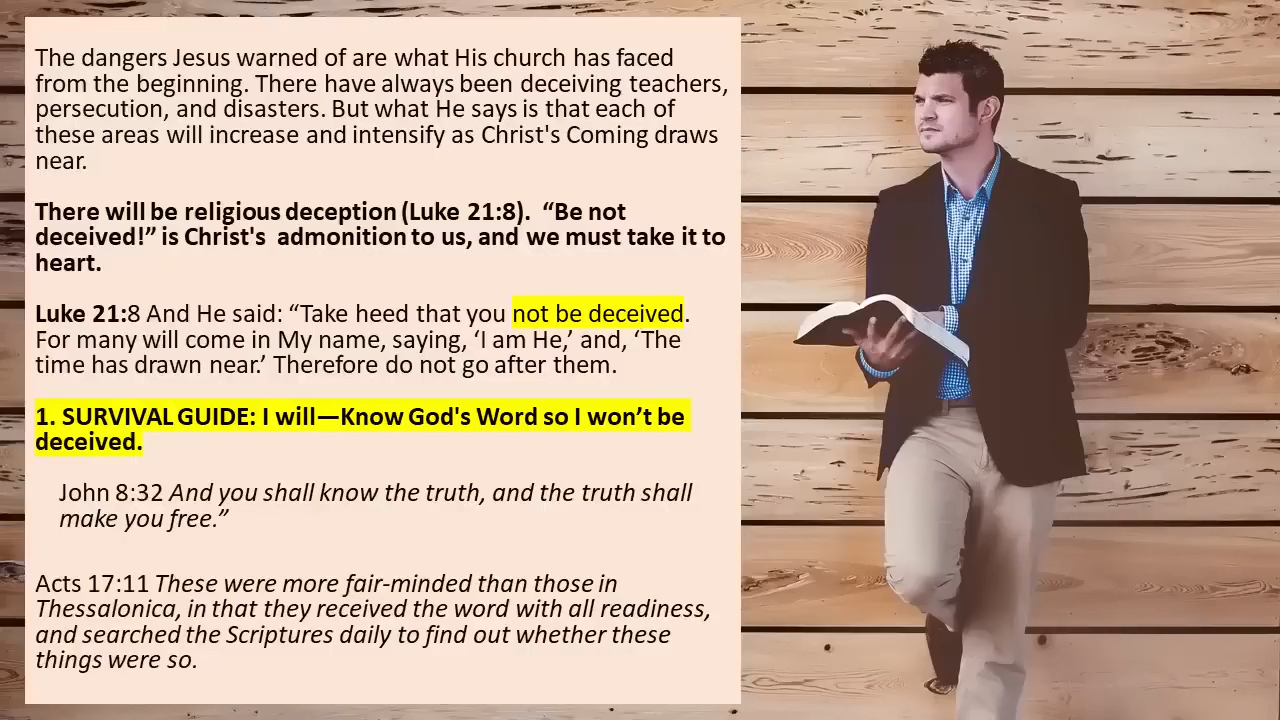 The dangers Jesus warned of are what His church has faced
from the beginning. There have always been deceiving teachers,
persecution, and disasters. But what He says is that each of
these areas will increase and intensify as Christ's Coming draws
near.
There will be religious deception (Luke 21:8).  “Be not
deceived!” is Christ's  admonition to us, and we must take it to
heart.
Luke 21:8 And He said: “Take heed that you not be deceived.
For many will come in My name, saying, ‘I am He,’ and, ‘The
time has drawn near.’ Therefore do not go after them.
1. SURVIVAL GUIDE: I will—Know God's Word so I won’t be
deceived.
John 8:32 And you shall know the truth, and the truth shall
make you free.”
Acts 17:11 These were more fair-minded than those in
Thessalonica, in that they received the word with all readiness,
and searched the Scriptures daily to find out whether these
things were so.